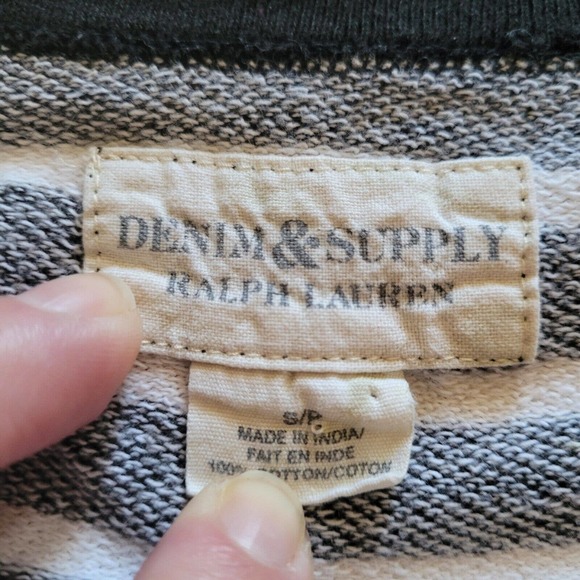 DENIM & SUPPLY
RALPH LAUREN
S/P
MADE IN INDIA/
FAIT EN INDE
100% COTTON/COTON